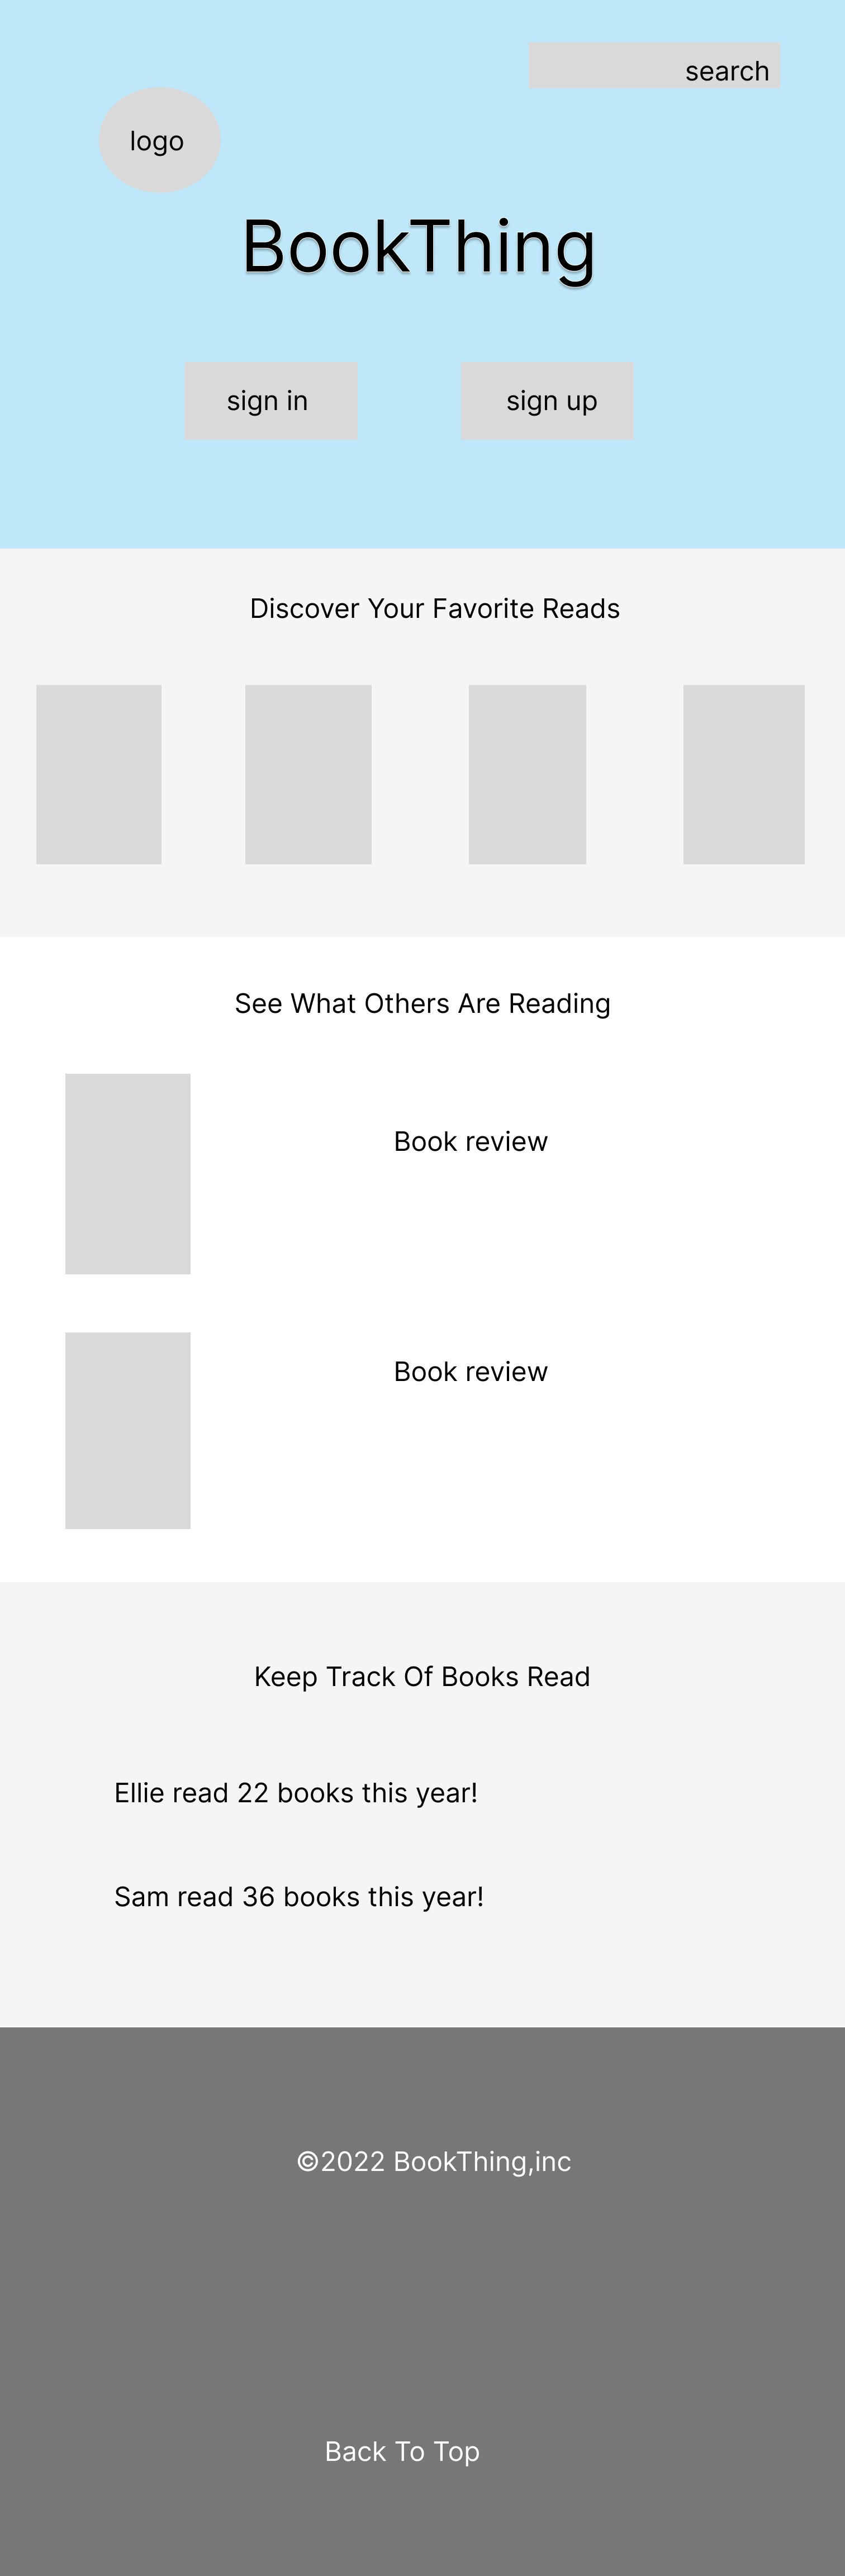 search
logo
BookThing
sign in
sign up
Discover Your Favorite Reads
See What Others Are Reading
Book review
Book review
Keep Track Of Books Read
Ellie read 22 books this year!
Sam read 36 books this year!
©2022 BookThing,inc
Back To Top